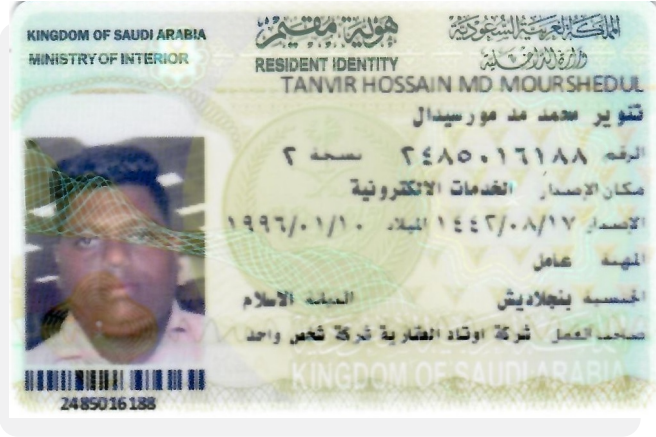 KINGDOM OF SAUDI ARABIA
MINISTRY OF INTERIOR
هوية مقيم
RESIDENT IDENTITY
المملكة العربية السعودية
وزارة الداخلية
TANVIR HOSSAIN MD MOURSHEDUL
تنوير محمد مد مورسيدال
الرقم ٢٤٨٥٠١٦١٨٨ نسخة ٢
مكان الإصدار الخدمات الالكترونية
الإصدار ١٤٤٢/٠٨/١٧ الميلاد ١٩٩٦/٠١/١٠
المهنة عامل
الجنسية بنجلاديش الديانة الاسلام
صاحب العمل شركة اوتاد العقارية شركة شخص واحد
KINGDOM OF SAUDI ARABIA
2485016188